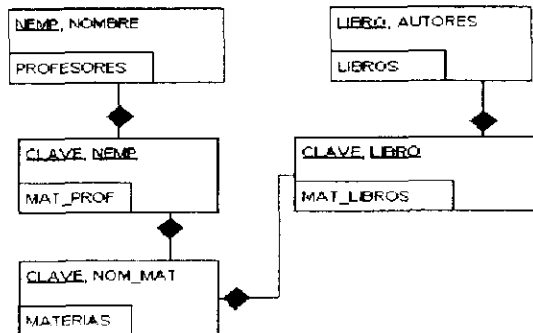 NEMP, NOMBRE
PROFESORES
LIBRO, AUTORES
LIBROS
CLAVE, NEMP
MAT_PROF
CLAVE, LIBRO
MAT_LIBROS
CLAVE, NOM_MAT
MATERIAS